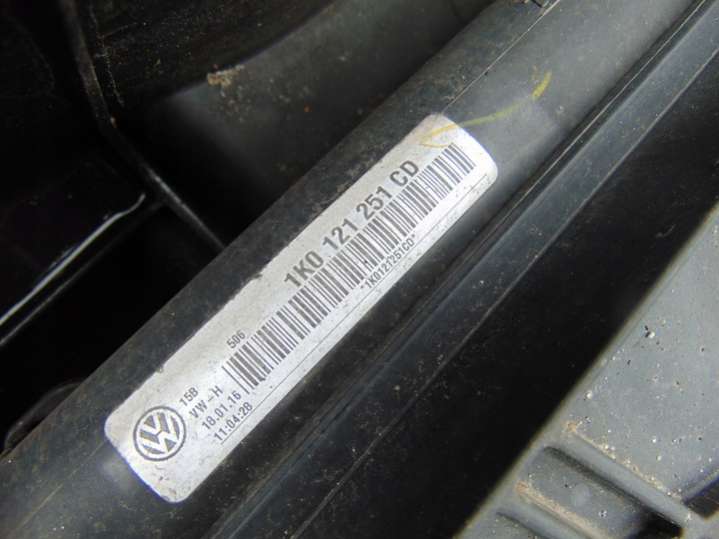 1K0 121 251 CD
*1K0121251CD*
506
15B
VW-H
18.01.16
11:04:28